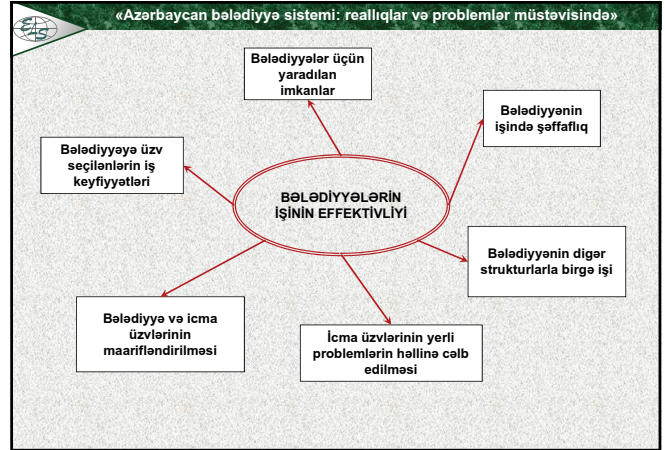 «Azərbaycan bələdiyyə sistemi: reallıqlar və problemlər müstəvisində»
Bələdiyyələr üçün
yaradılan
imkanlar
Bələdiyyənin
işində şəffaflıq
Bələdiyyəyə üzv
seçilənlərin iş
keyfiyyətləri
BƏLƏDİYYƏLƏRİN
İŞİNİN EFFEKTİVLİYİ
Bələdiyyənin digər
strukturlarla birgə işi
Bələdiyyə və icma
üzvlərinin
maarifləndirilməsi
İcma üzvlərinin yerli
problemlərin həllinə cəlb
edilməsi